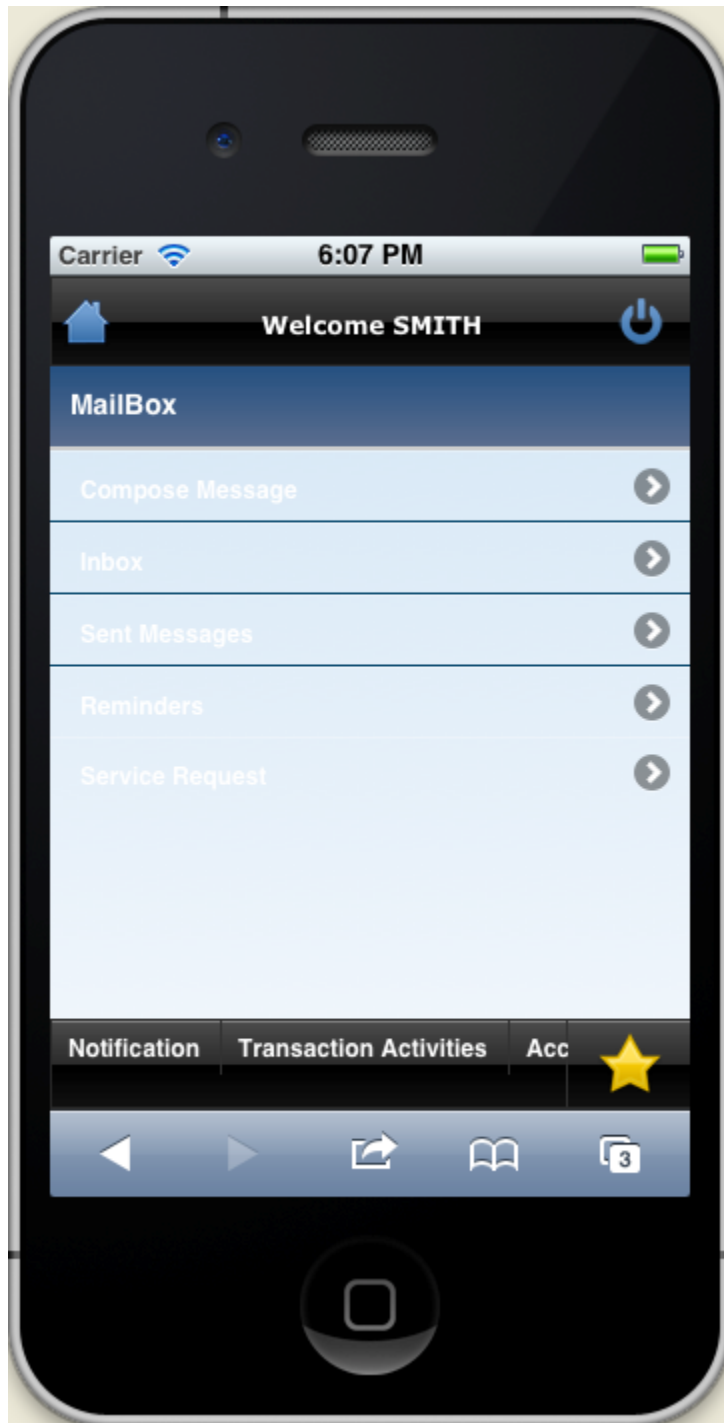 Carrier 6:07 PM
Welcome SMITH
MailBox
Compose Message
Inbox
Sent Messages
Reminders
Service Request
Notification Transaction Activities Acc
3